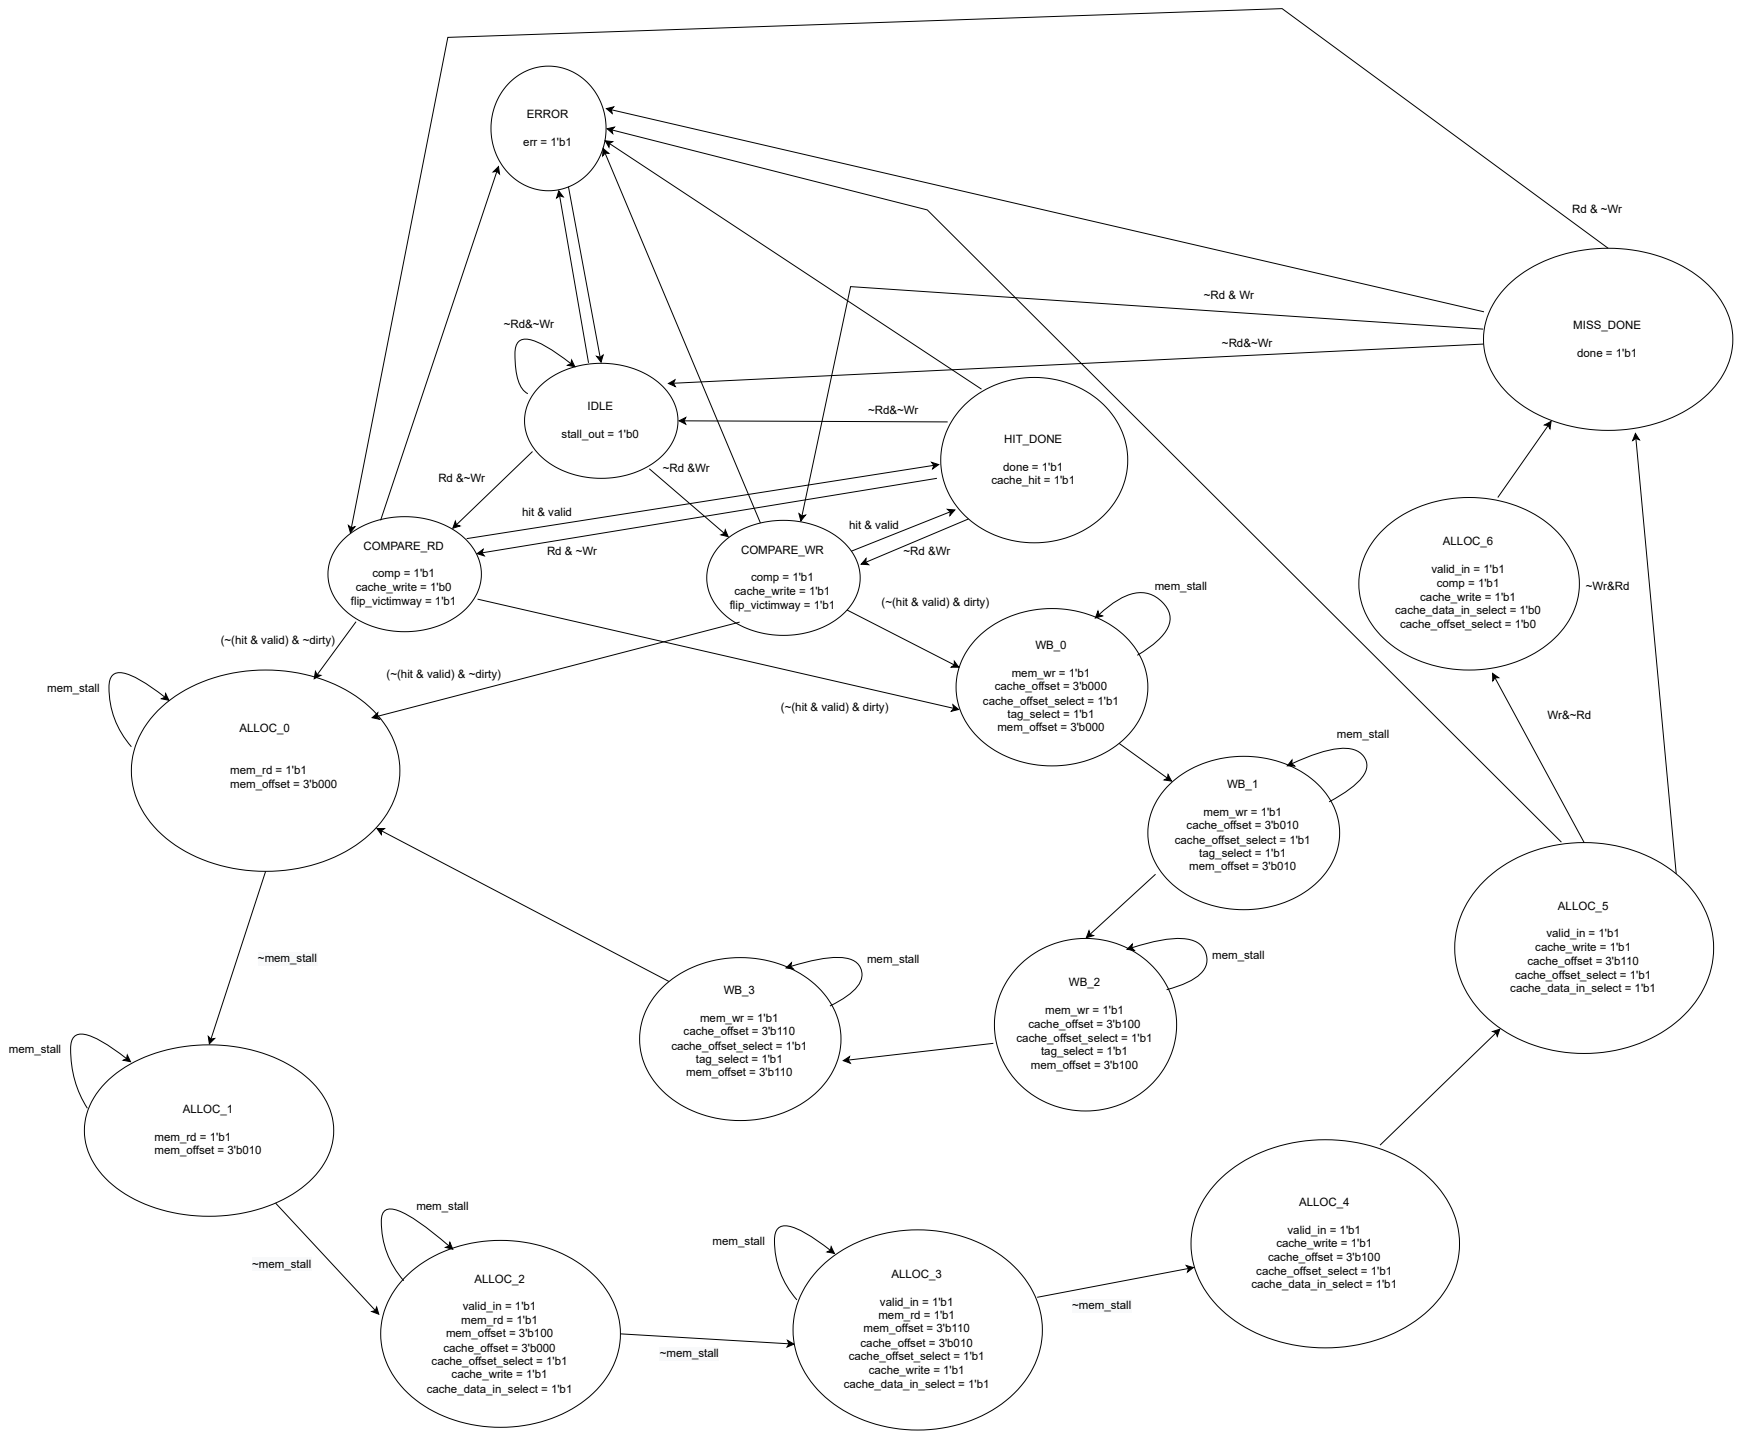 ERROR
err = 1'b1
Rd & ~Wr
~Rd & Wr
~Rd&~Wr
MISS_DONE
done = 1'b1
~Rd&~Wr
IDLE
stall_out = 1'b0
~Rd&~Wr
HIT_DONE
done = 1'b1
cache_hit = 1'b1
Rd &~Wr
~Rd &Wr
hit & valid
Rd & ~Wr
hit & valid
~Rd &Wr
COMPARE_RD
comp = 1'b1
cache_write = 1'b0
flip_victimway = 1'b1
COMPARE_WR
comp = 1'b1
cache_write = 1'b1
flip_victimway = 1'b1
ALLOC_6
valid_in = 1'b1
comp = 1'b1
cache_write = 1'b1
cache_data_in_select = 1'b0
cache_offset_select = 1'b0
~Wr&Rd
(~(hit & valid) & dirty)
mem_stall
(~(hit & valid) & ~dirty)
(~(hit & valid) & ~dirty)
(~(hit & valid) & dirty)
WB_0
mem_wr = 1'b1
cache_offset = 3'b000
cache_offset_select = 1'b1
tag_select = 1'b1
mem_offset = 3'b000
mem_stall
ALLOC_0
mem_rd = 1'b1
mem_offset = 3'b000
Wr&~Rd
mem_stall
WB_1
mem_wr = 1'b1
cache_offset = 3'b010
cache_offset_select = 1'b1
tag_select = 1'b1
mem_offset = 3'b010
ALLOC_5
valid_in = 1'b1
cache_write = 1'b1
cache_offset = 3'b110
cache_offset_select = 1'b1
cache_data_in_select = 1'b1
~mem_stall
mem_stall
WB_3
mem_wr = 1'b1
cache_offset = 3'b110
cache_offset_select = 1'b1
tag_select = 1'b1
mem_offset = 3'b110
mem_stall
WB_2
mem_wr = 1'b1
cache_offset = 3'b100
cache_offset_select = 1'b1
tag_select = 1'b1
mem_offset = 3'b100
mem_stall
ALLOC_1
mem_rd = 1'b1
mem_offset = 3'b010
~mem_stall
mem_stall
ALLOC_2
valid_in = 1'b1
mem_rd = 1'b1
mem_offset = 3'b100
cache_offset = 3'b000
cache_offset_select = 1'b1
cache_write = 1'b1
cache_data_in_select = 1'b1
~mem_stall
mem_stall
ALLOC_3
valid_in = 1'b1
mem_rd = 1'b1
mem_offset = 3'b110
cache_offset = 3'b010
cache_offset_select = 1'b1
cache_write = 1'b1
cache_data_in_select = 1'b1
~mem_stall
ALLOC_4
valid_in = 1'b1
cache_write = 1'b1
cache_offset = 3'b100
cache_offset_select = 1'b1
cache_data_in_select = 1'b1